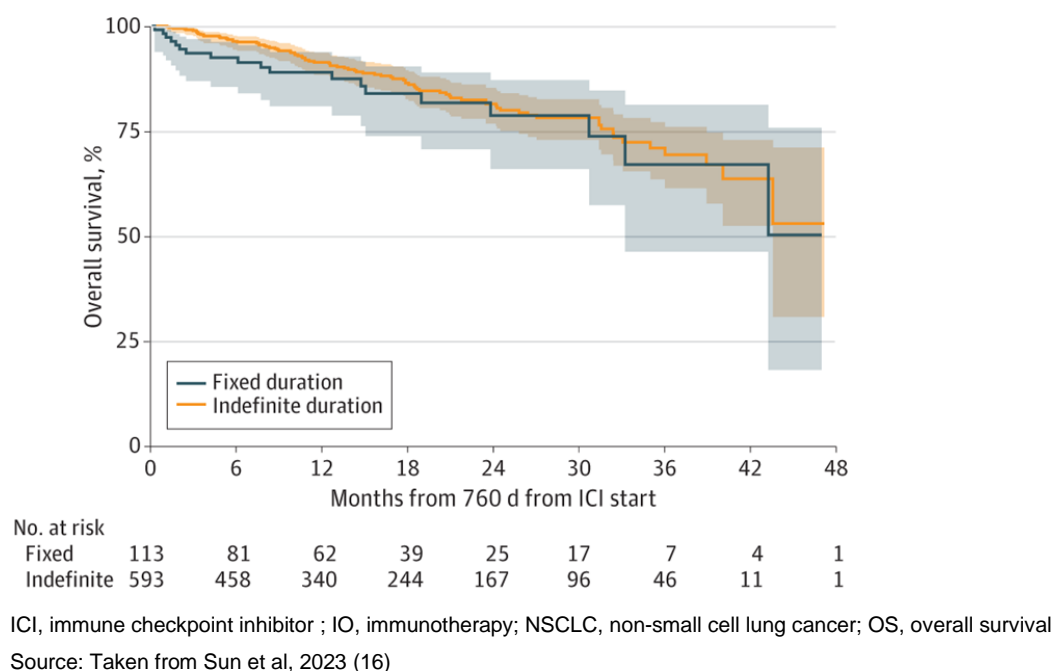 100
75
50
25
0
Overall survival, %
Fixed duration
Indefinite duration
0 6 12 18 24 30 36 42 48
Months from 760 d from ICI start
No. at risk
Fixed 113 81 62 39 25 17 7 4 1
Indefinite 593 458 340 244 167 96 46 11 1
ICI, immune checkpoint inhibitor ; IO, immunotherapy; NSCLC, non-small cell lung cancer; OS, overall survival
Source: Taken from Sun et al, 2023 (16)